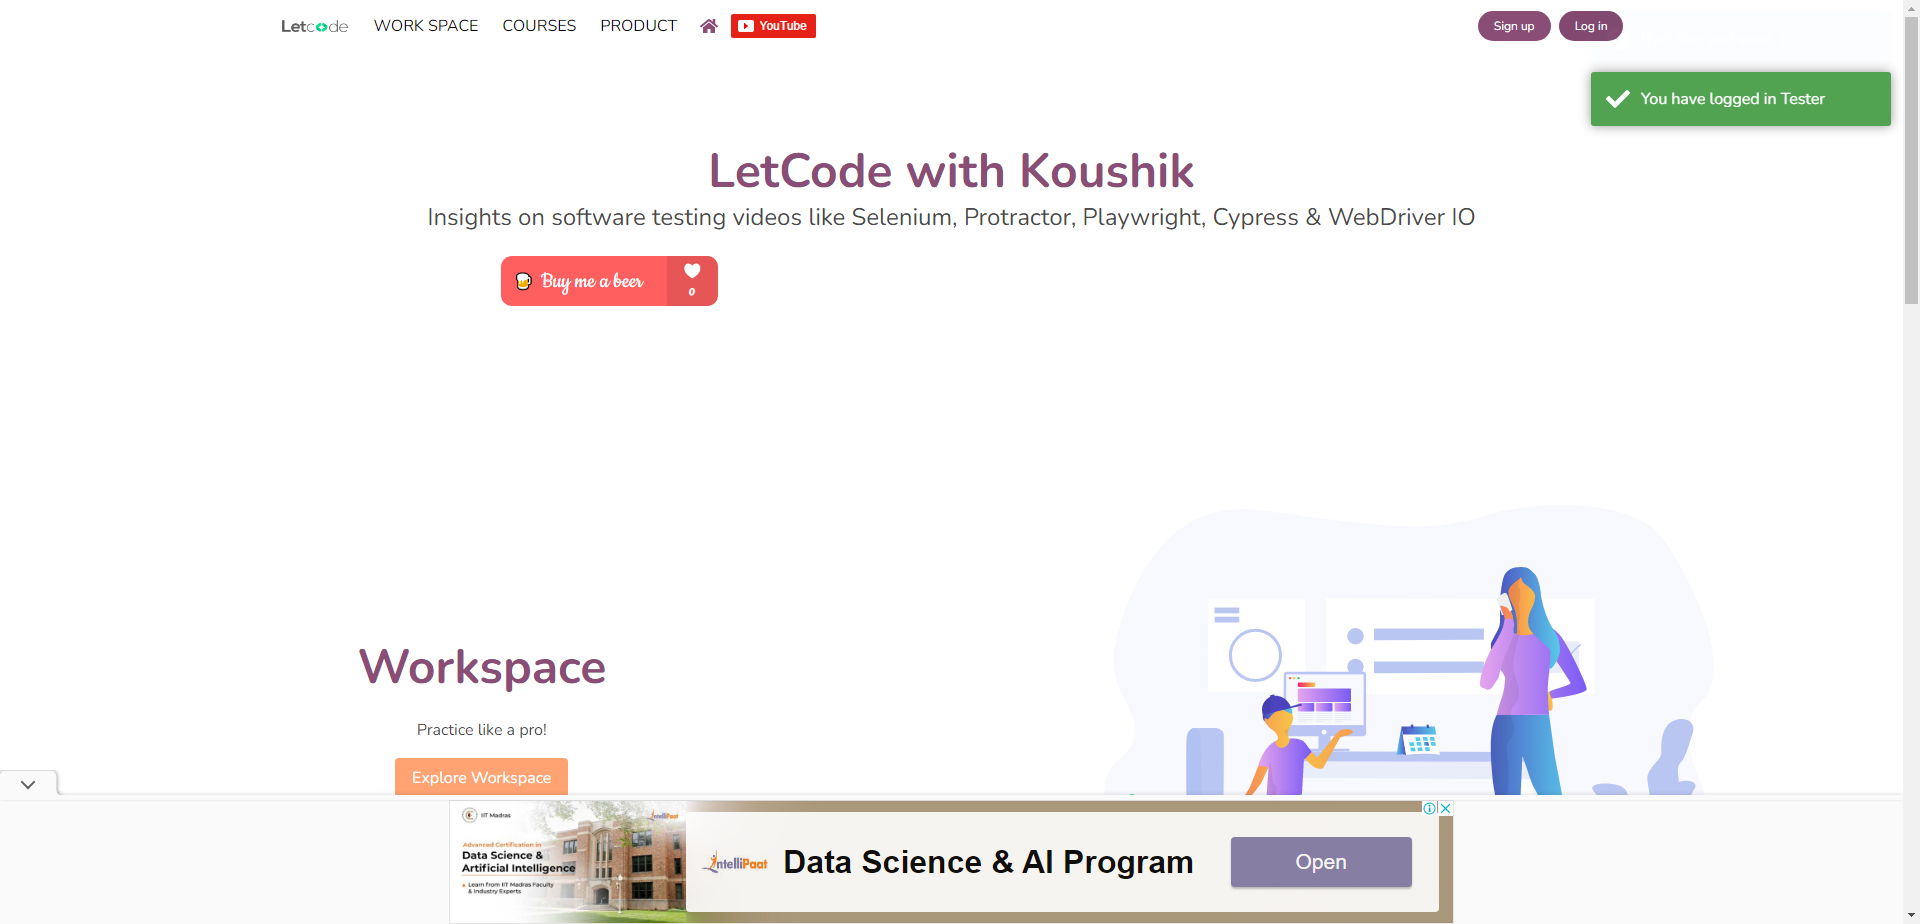 Letcode
WORK SPACE
COURSES
PRODUCT
YouTube
Sign up
Log in
You have logged in Tester
LetCode with Koushik
Insights on software testing videos like Selenium, Protractor, Playwright, Cypress & WebDriver IO
Buy me a beer
0
Workspace
Practice like a pro!
Explore Workspace
IIT Madras
IntelliPaat
Advanced Certification in
Data Science &
Artificial Intelligence
Learn from IIT Madras Faculty
& Industry Experts
IntelliPaat
Data Science & AI Program
Open